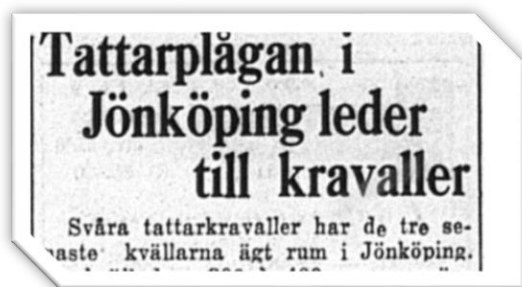 Tattarplågan i
Jönköping leder
till kravaller
Svåra tattarkravaller har de tre se-
naste kvällarna ägt rum i Jönköping.